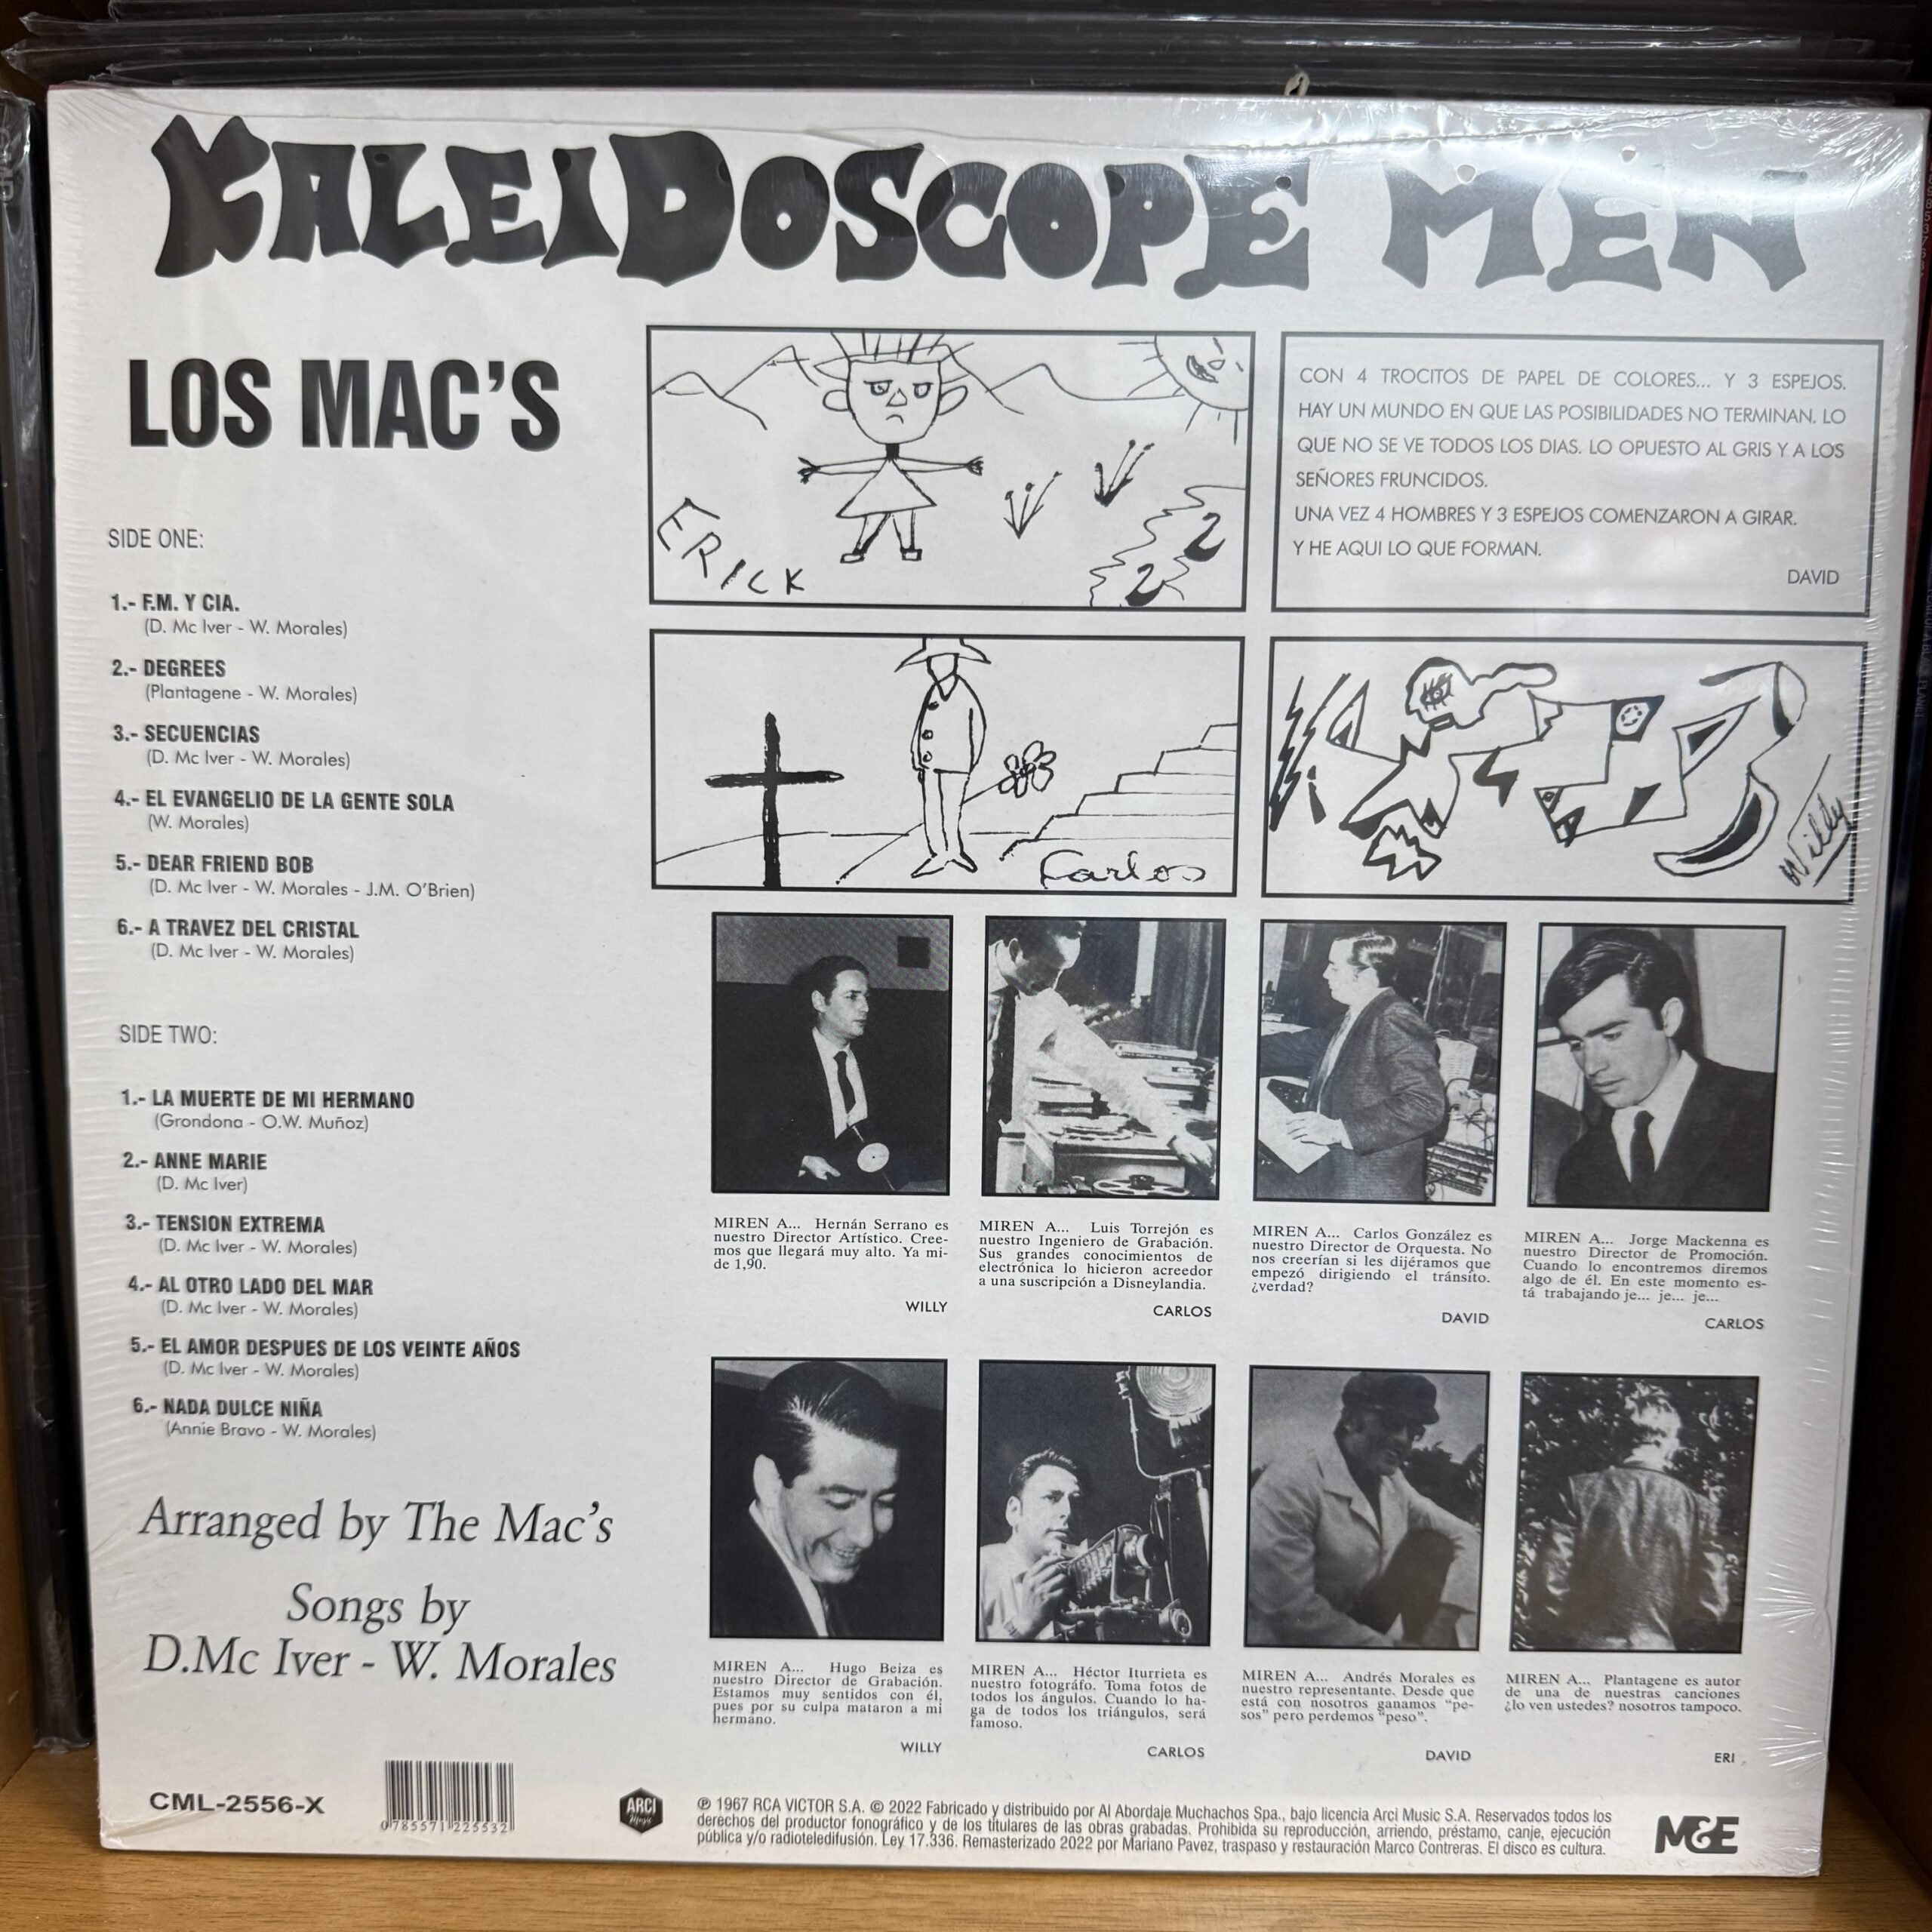 KALEIDOSCOPE MEN
LOS MAC'S
SIDE ONE:
1.- F.M. Y CIA.
(D. Mc Iver - W. Morales)
2.- DEGREES
(Plantagene - W. Morales)
3.- SECUENCIAS
(D. Mc Iver - W. Morales)
4.- EL EVANGELIO DE LA GENTE SOLA
(W. Morales)
5.- DEAR FRIEND BOB
(D. Mc Iver - W. Morales - J.M. O'Brien)
6.- A TRAVEZ DEL CRISTAL
(D. Mc Iver - W. Morales)
SIDE TWO:
1.- LA MUERTE DE MI HERMANO
(Grondona - O.W. Muñoz)
2.- ANNE MARIE
(D. Mc Iver)
3.- TENSION EXTREMA
(D. Mc Iver - W. Morales)
4.- AL OTRO LADO DEL MAR
(D. Mc Iver - W. Morales)
5.- EL AMOR DESPUES DE LOS VEINTE AÑOS
(D. Mc Iver - W. Morales)
6.- NADA DULCE NIÑA
(Annie Bravo - W. Morales)
Arranged by The Mac's
Songs by
D.Mc Iver - W. Morales
ERICK
2
2
CON 4 TROCITOS DE PAPEL DE COLORES... Y 3 ESPEJOS.
HAY UN MUNDO EN QUE LAS POSIBILIDADES NO TERMINAN. LO
QUE NO SE VE TODOS LOS DIAS. LO OPUESTO AL GRIS Y A LOS
SEÑORES FRUNCIDOS.
UNA VEZ 4 HOMBRES Y 3 ESPEJOS COMENZARON A GIRAR.
Y HE AQUI LO QUE FORMAN.
DAVID
Carlos
Willy
MIREN A... Hernán Serrano es
nuestro Director Artístico. Cree-
mos que llegará muy alto. Ya mi-
de 1,90.
WILLY
MIREN A... Luis Torrejón es
nuestro Ingeniero de Grabación.
Sus grandes conocimientos de
electrónica lo hicieron acreedor
a una suscripción a Disneylandia.
CARLOS
MIREN A... Carlos González es
nuestro Director de Orquesta. No
nos creerían si les dijéramos que
empezó dirigiendo el tránsito.
¿verdad?
DAVID
MIREN A... Jorge Mackenna es
nuestro Director de Promoción.
Cuando lo encontremos diremos
algo de él. En este momento es-
tá trabajando je... je... je...
CARLOS
MIREN A... Hugo Beiza es
nuestro Director de Grabación.
Estamos muy sentidos con él,
pues por su culpa mataron a mi
hermano.
WILLY
MIREN A... Héctor Iturrieta es
nuestro fotográfo. Toma fotos de
todos los ángulos. Cuando lo ha-
ga de todos los triángulos, será
famoso.
CARLOS
MIREN A... Andrés Morales es
nuestro representante. Desde que
está con nosotros ganamos "pe-
sos" pero perdemos "peso".
DAVID
MIREN A... Plantagene es autor
de una de nuestras canciones
¿lo ven ustedes? nosotros tampoco.
ERI
CML-2556-X
0 785571 225532
ARCI
Music
℗ 1967 RCA VICTOR S.A. © 2022 Fabricado y distribuido por Al Abordaje Muchachos Spa., bajo licencia Arci Music S.A. Reservados todos los
derechos del productor fonográfico y de los titulares de las obras grabadas. Prohibida su reproducción, arriendo, préstamo, canje, ejecución
pública y/o radioteledifusión. Ley 17.336. Remasterizado 2022 por Mariano Pavez, traspaso y restauración Marco Contreras. El disco es cultura.
M&E